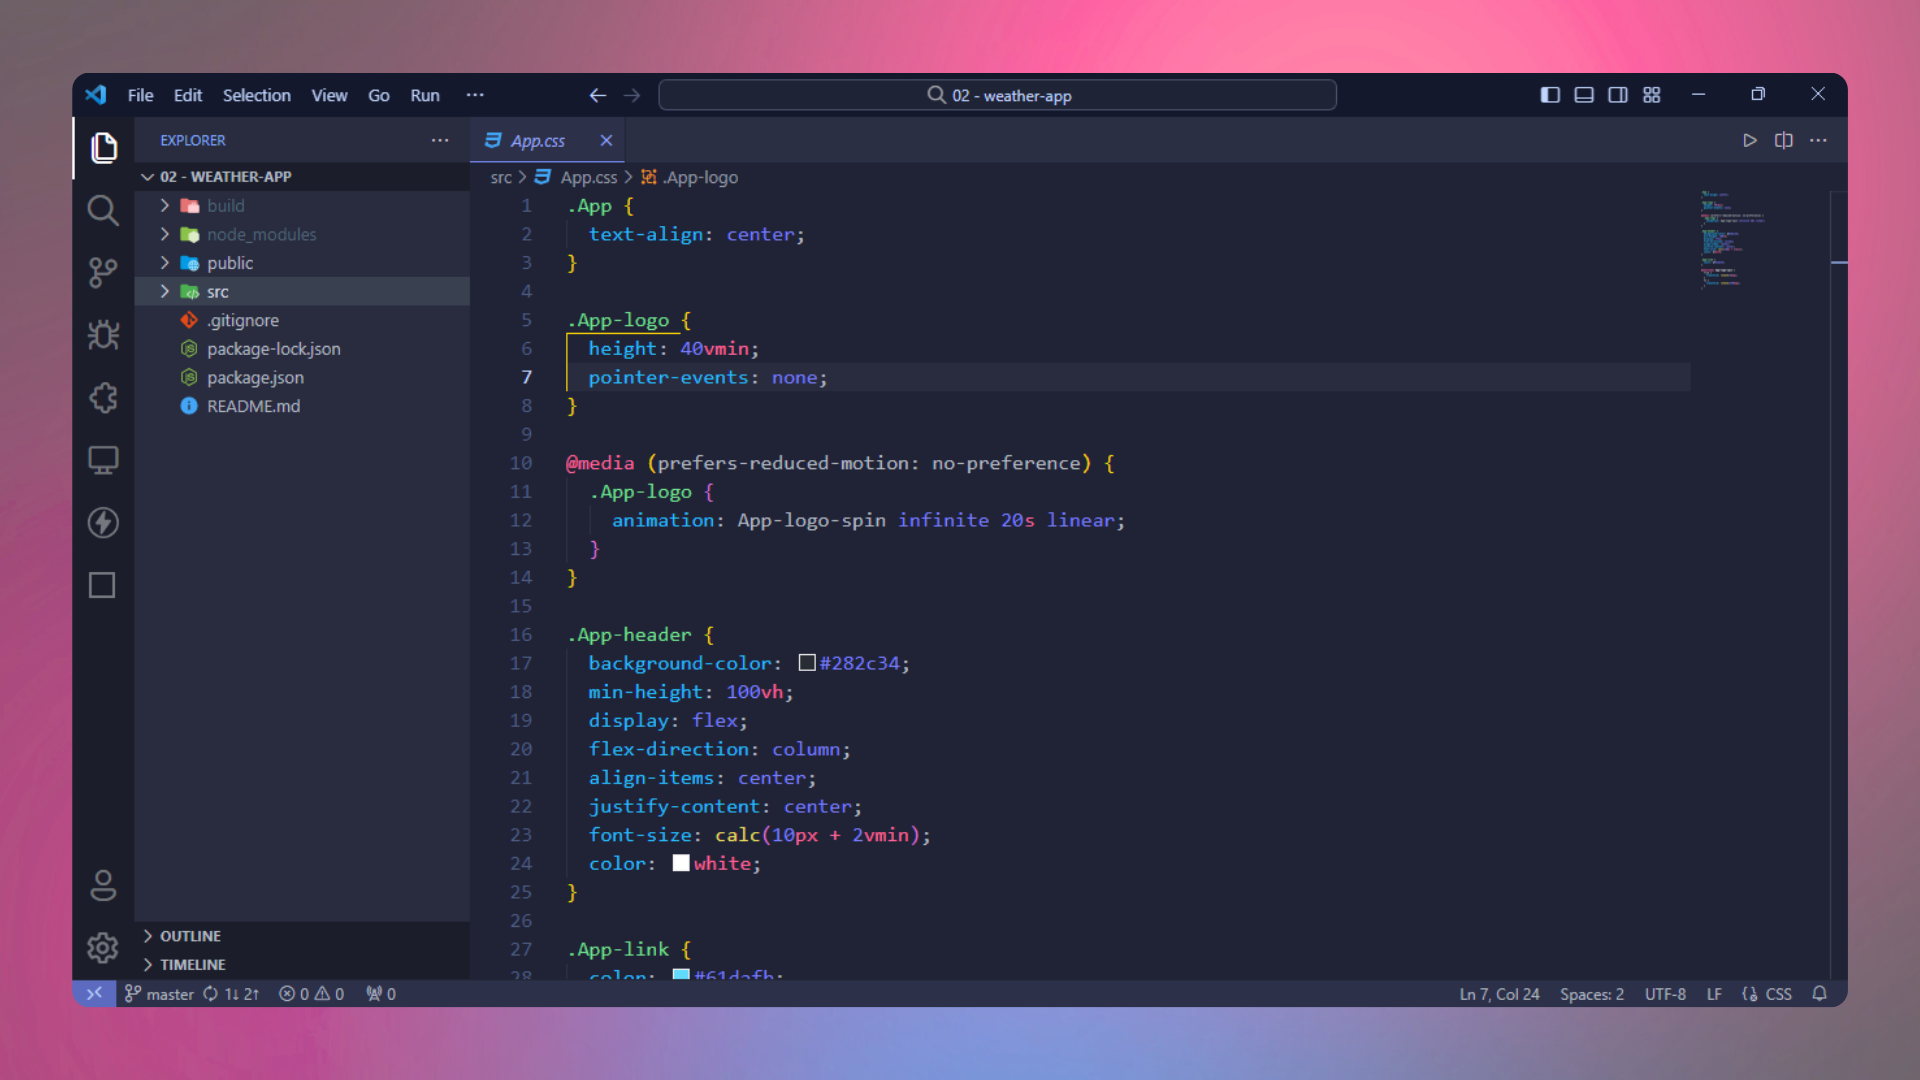 File Edit Selection View Go Run ···
02 - weather-app
EXPLORER ···
App.css
02 - WEATHER-APP
build
node_modules
public
src
.gitignore
package-lock.json
package.json
README.md
OUTLINE
TIMELINE
src > App.css > .App-logo
1 .App {
2 text-align: center;
3 }
4
5 .App-logo {
6 height: 40vmin;
7 pointer-events: none;
8 }
9
10 @media (prefers-reduced-motion: no-preference) {
11 .App-logo {
12 animation: App-logo-spin infinite 20s linear;
13 }
14 }
15
16 .App-header {
17 background-color: #282c34;
18 min-height: 100vh;
19 display: flex;
20 flex-direction: column;
21 align-items: center;
22 justify-content: center;
23 font-size: calc(10px + 2vmin);
24 color: white;
25 }
26
27 .App-link {
28 color: #61dafb;
master 1↓ 2↑ 0 0 0
Ln 7, Col 24 Spaces: 2 UTF-8 LF CSS